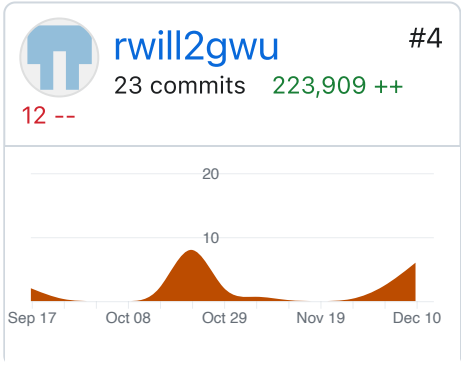 rwill2gwu
#4
23 commits 223,909 ++
12 --
20
10
Sep 17 Oct 08 Oct 29 Nov 19 Dec 10